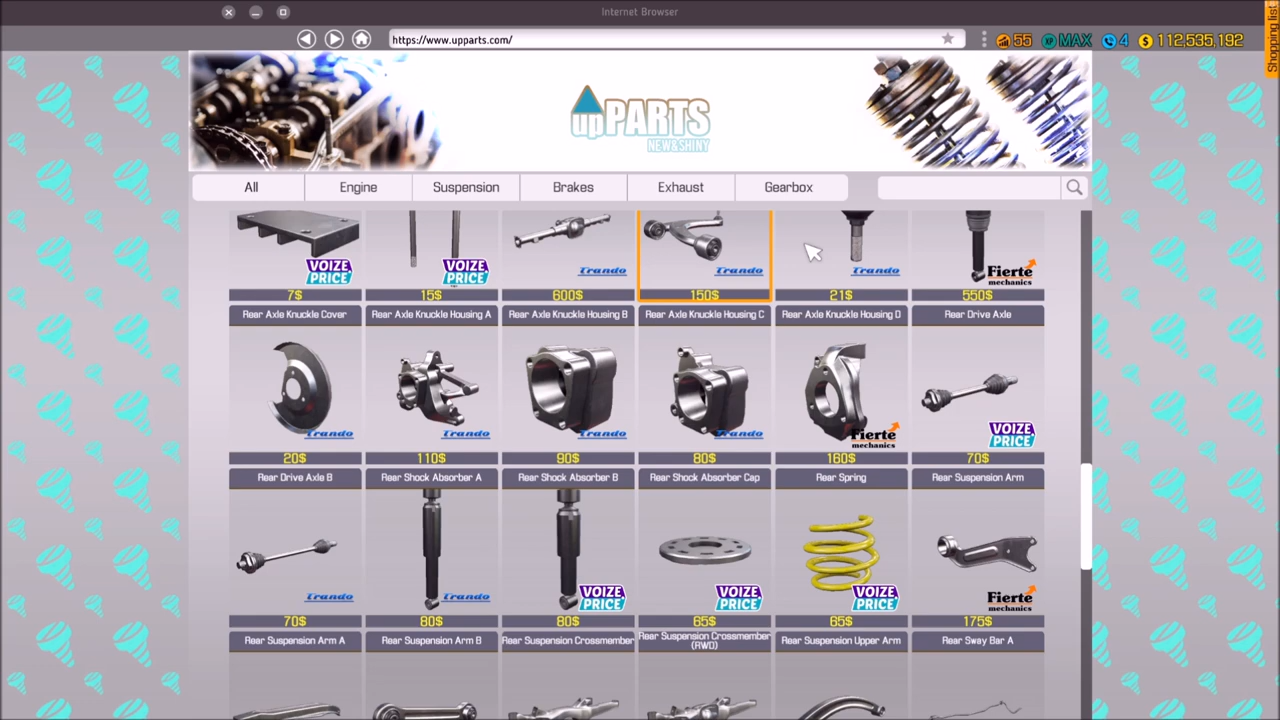 Internet Browser
https://www.upparts.com/
55
XP MAX
4
$ 112,535,192
Shopping list
upPARTS
NEW&SHINY
All
Engine
Suspension
Brakes
Exhaust
Gearbox
VOIZE PRICE
VOIZE PRICE
Trando
Trando
Trando
Fierte mechanics
7$
15$
600$
150$
21$
550$
Rear Axle Knuckle Cover
Rear Axle Knuckle Housing A
Rear Axle Knuckle Housing B
Rear Axle Knuckle Housing C
Rear Axle Knuckle Housing D
Rear Drive Axle
Trando
Trando
Trando
Trando
Fierte mechanics
VOIZE PRICE
20$
110$
90$
80$
160$
70$
Rear Drive Axle B
Rear Shock Absorber A
Rear Shock Absorber B
Rear Shock Absorber Cap
Rear Spring
Rear Suspension Arm
Trando
Trando
VOIZE PRICE
VOIZE PRICE
VOIZE PRICE
Fierte mechanics
70$
80$
80$
65$
65$
175$
Rear Suspension Arm A
Rear Suspension Arm B
Rear Suspension Crossmember
Rear Suspension Crossmember
(RWD)
Rear Suspension Upper Arm
Rear Sway Bar A